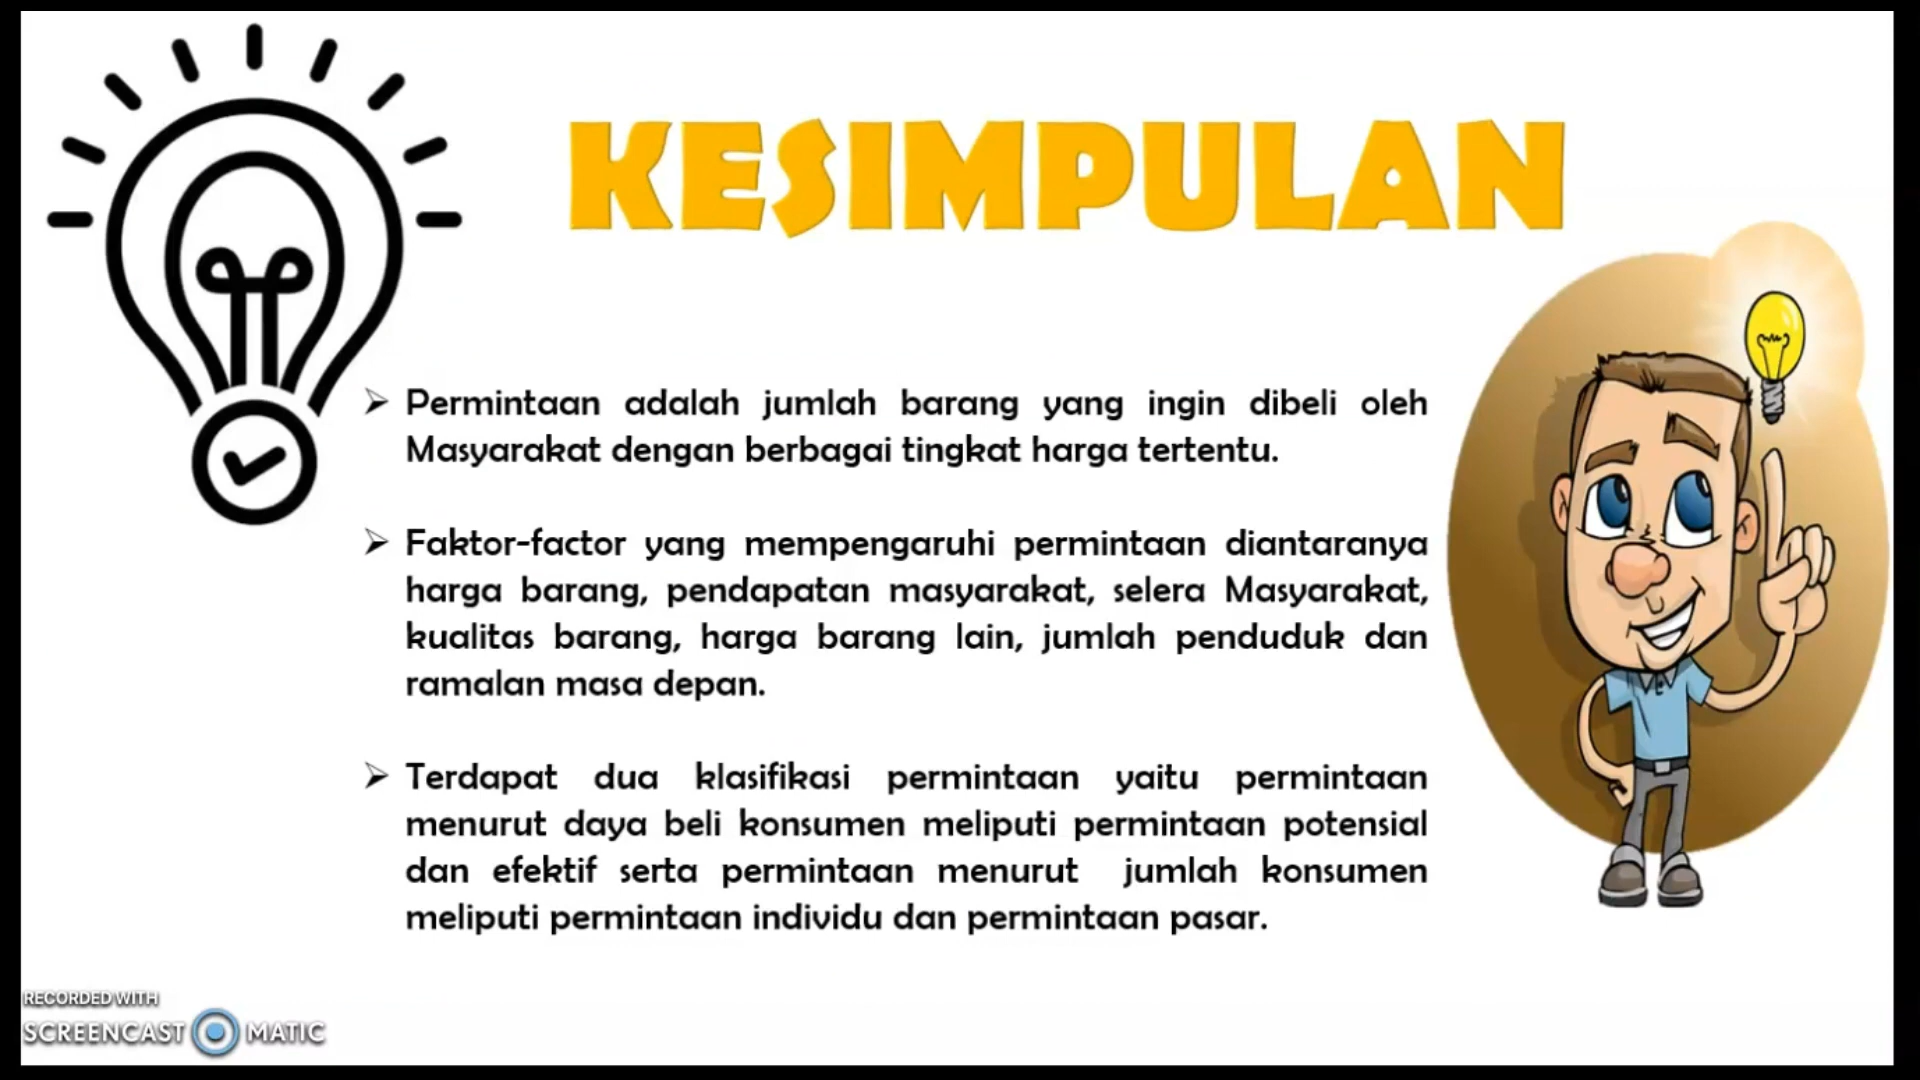 KESIMPULAN
➢ Permintaan adalah jumlah barang yang ingin dibeli oleh
Masyarakat dengan berbagai tingkat harga tertentu.
➢ Faktor-factor yang mempengaruhi permintaan diantaranya
harga barang, pendapatan masyarakat, selera Masyarakat,
kualitas barang, harga barang lain, jumlah penduduk dan
ramalan masa depan.
➢ Terdapat dua klasifikasi permintaan yaitu permintaan
menurut daya beli konsumen meliputi permintaan potensial
dan efektif serta permintaan menurut jumlah konsumen
meliputi permintaan individu dan permintaan pasar.
RECORDED WITH
SCREENCAST MATIC